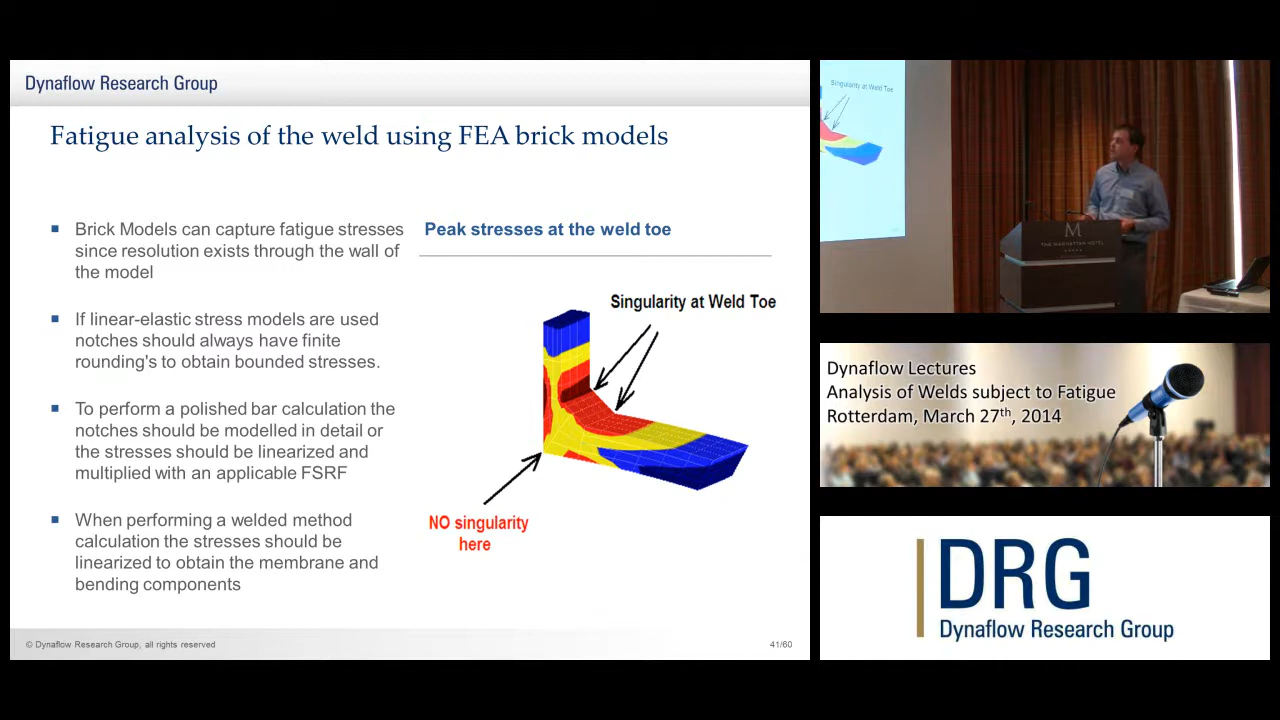 Dynaflow Research Group
Fatigue analysis of the weld using FEA brick models
Brick Models can capture fatigue stresses
since resolution exists through the wall of
the model
If linear-elastic stress models are used
notches should always have finite
rounding's to obtain bounded stresses.
To perform a polished bar calculation the
notches should be modelled in detail or
the stresses should be linearized and
multiplied with an applicable FSRF
When performing a welded method
calculation the stresses should be
linearized to obtain the membrane and
bending components
Peak stresses at the weld toe
Singularity at Weld Toe
NO singularity
here
© Dynaflow Research Group, all rights reserved
41/60
Singularity at Weld Toe
M
THE MANHATTAN HOTEL
Dynaflow Lectures
Analysis of Welds subject to Fatigue
Rotterdam, March 27th, 2014
DRG
Dynaflow Research Group